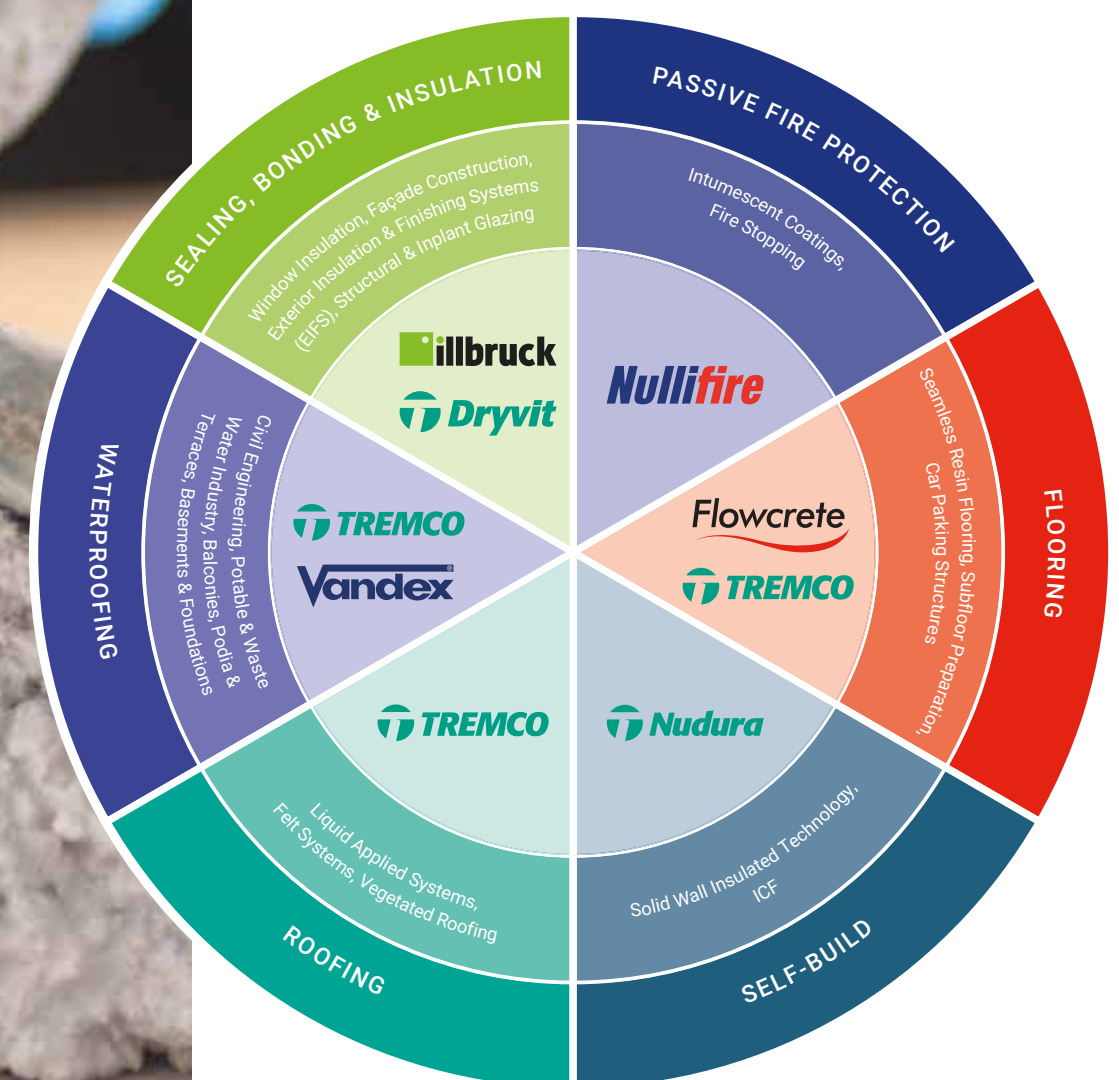 SEALING, BONDING & INSULATION
Window Insulation, Façade Construction,
Exterior Insulation & Finishing Systems
(EIFS), Structural & Inplant Glazing
illbruck
Dryvit
PASSIVE FIRE PROTECTION
Intumescent Coatings,
Fire Stopping
Nullifire
FLOORING
Seamless Resin Flooring, Subfloor Preparation,
Car Parking Structures
Flowcrete
TREMCO
SELF-BUILD
Solid Wall Insulated Technology,
ICF
Nudura
ROOFING
Liquid Applied Systems,
Felt Systems, Vegetated Roofing
TREMCO
WATERPROOFING
Civil Engineering, Potable & Waste
Water Industry, Balconies, Podia &
Terraces, Basements & Foundations
TREMCO
Vandex®